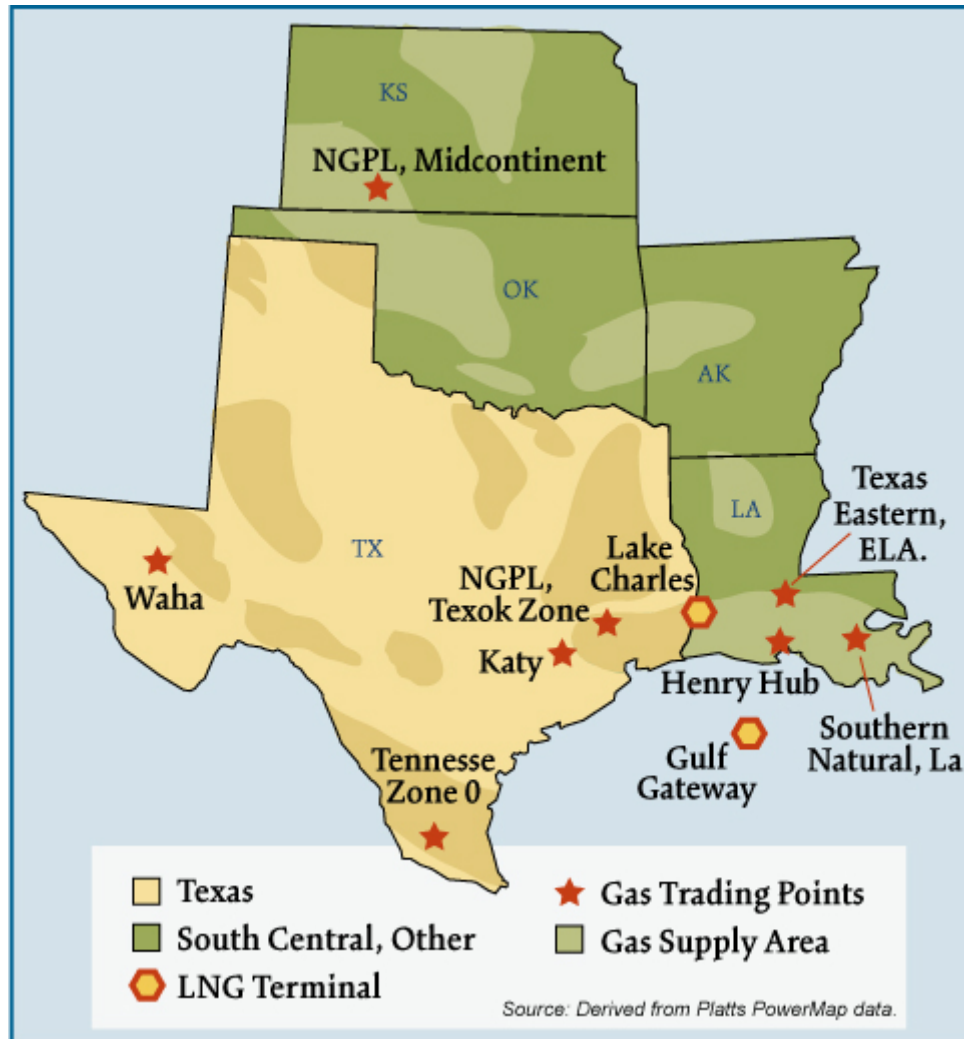 KS
NGPL, Midcontinent
OK
AK
LA
Texas
Eastern,
ELA.
TX
Lake
Charles
NGPL,
Texok Zone
Waha
Katy
Henry Hub
Southern
Natural, La
Gulf
Gateway
Tennesse
Zone 0
Texas
South Central, Other
LNG Terminal
Gas Trading Points
Gas Supply Area
Source: Derived from Platts PowerMap data.